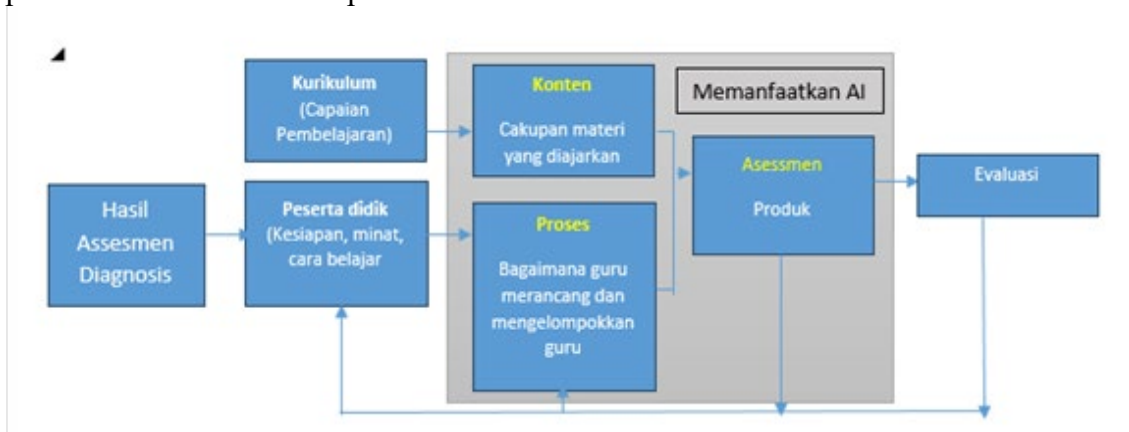 Kurikulum
(Capaian
Pembelajaran)
Konten
Cakupan materi
yang diajarkan
Memanfaatkan AI
Hasil
Assesmen
Diagnosis
Peserta didik
(Kesiapan, minat,
cara belajar
Proses
Bagaimana guru
merancang dan
mengelompokkan
guru
Asessmen
Produk
Evaluasi